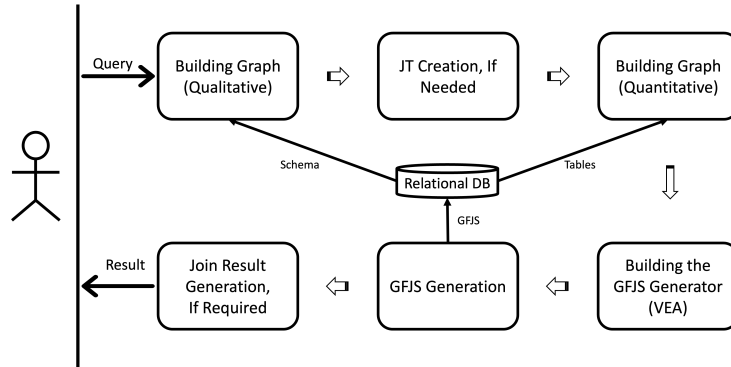 Query
Building Graph
(Qualitative)
JT Creation, If
Needed
Building Graph
(Quantitative)
Schema
Relational DB
Tables
GFJS
Result
Join Result
Generation,
If Required
GFJS Generation
Building the
GFJS Generator
(VEA)